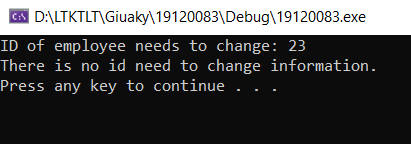 D:\LTKTLT\Giuaky\19120083\Debug\19120083.exe
ID of employee needs to change: 23
There is no id need to change information.
Press any key to continue . . .